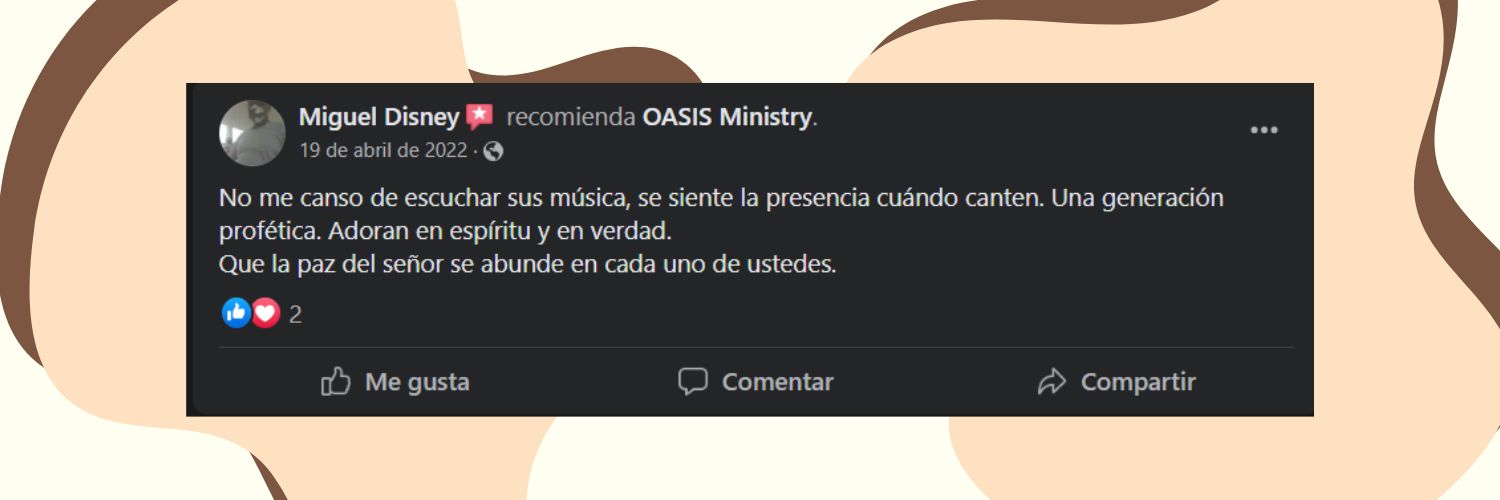 Miguel Disney recomienda OASIS Ministry.
19 de abril de 2022 ·
No me canso de escuchar sus música, se siente la presencia cuándo canten. Una generación
profética. Adoran en espíritu y en verdad.
Que la paz del señor se abunde en cada uno de ustedes.
2
Me gusta Comentar Compartir